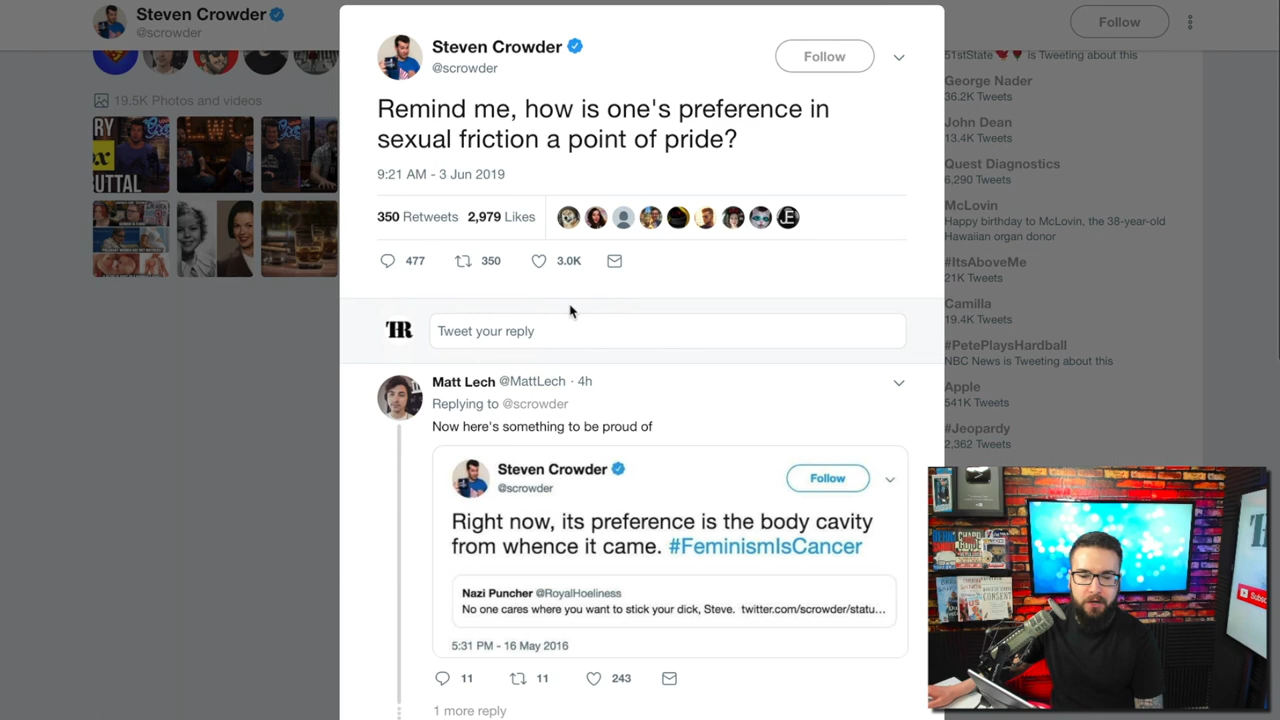 Steven Crowder
@scrowder
Follow
19.5K Photos and videos
RY
UTTAL
Steven Crowder
@scrowder
Follow
Remind me, how is one's preference in
sexual friction a point of pride?
9:21 AM - 3 Jun 2019
350 Retweets 2,979 Likes
JE
477 350 3.0K
THR
Tweet your reply
Matt Lech @MattLech · 4h
Replying to @scrowder
Now here's something to be proud of
Steven Crowder
@scrowder
Follow
Right now, its preference is the body cavity
from whence it came. #FeminismIsCancer
Nazi Puncher @RoyalHoeliness
No one cares where you want to stick your dick, Steve. twitter.com/scrowder/statu...
5:31 PM - 16 May 2016
11 11 243
1 more reply
51stState is Tweeting about this
George Nader
36.2K Tweets
John Dean
13.4K Tweets
Quest Diagnostics
6,290 Tweets
McLovin
Happy birthday to McLovin, the 38-year-old
Hawaiian organ donor
#ItsAboveMe
21K Tweets
Camilla
19.4K Tweets
#PetePlaysHardball
NBC News is Tweeting about this
Apple
541K Tweets
#Jeopardy
2,362 Tweets